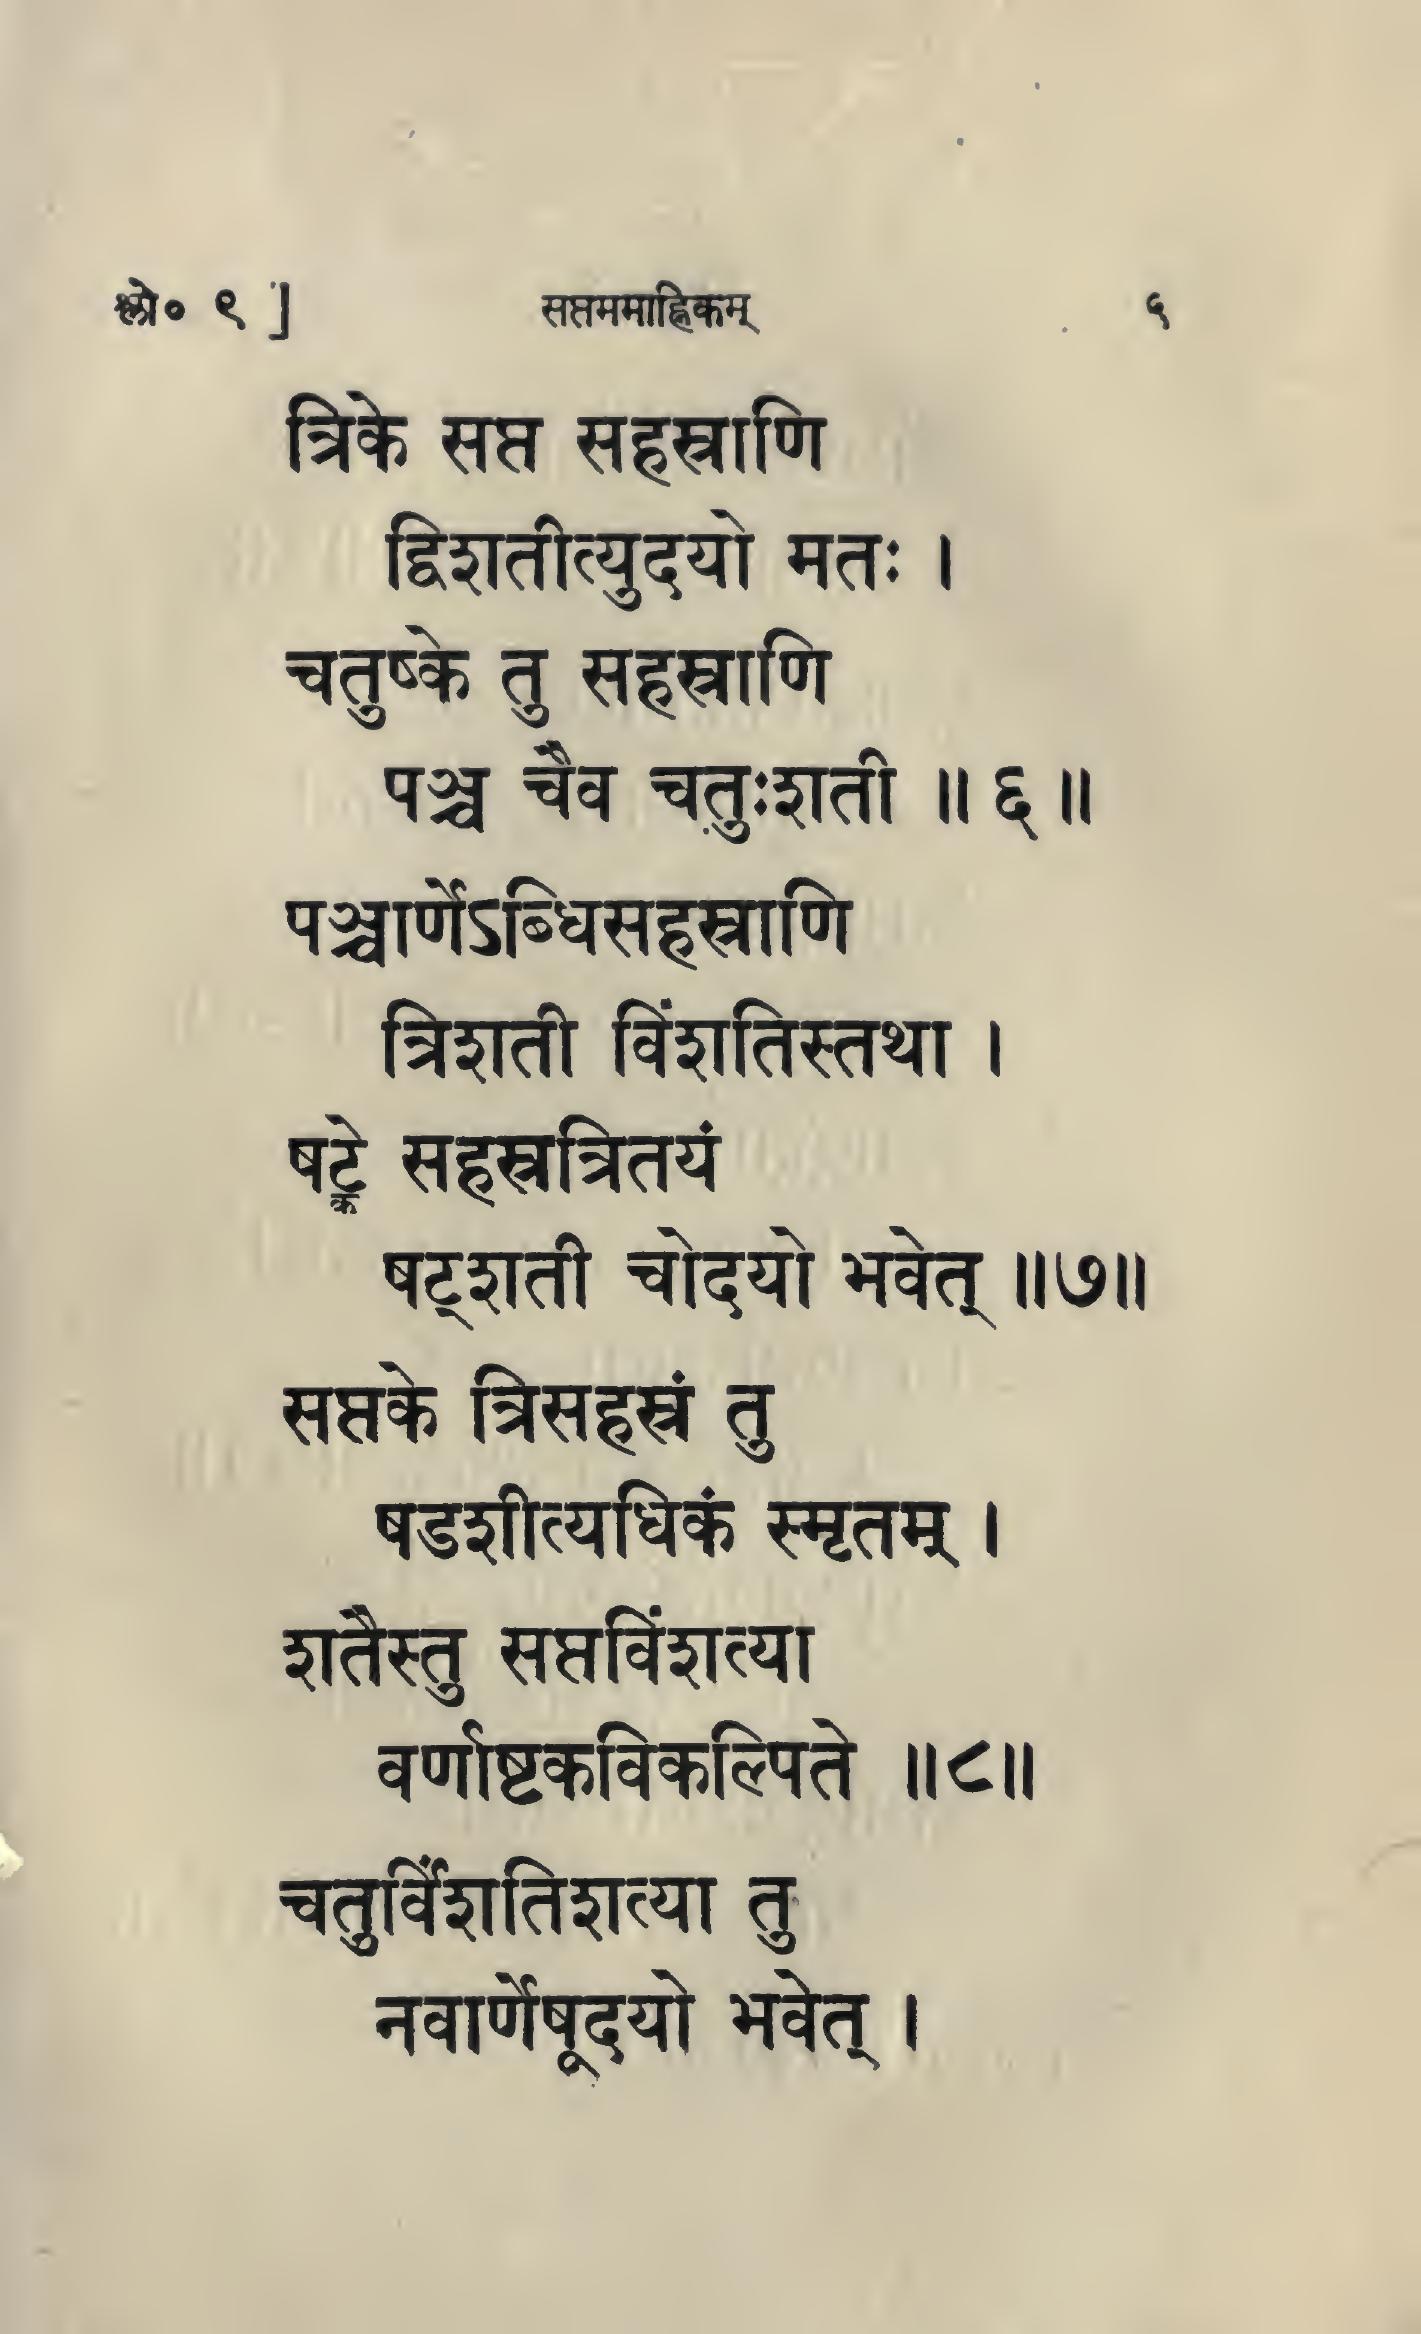 श्लो० ९ ] सप्तममाह्निकम् ५
त्रिके सप्त सहस्राणि
द्विशतीत्युदयो मतः ।
चतुष्के तु सहस्राणि
पञ्च चैव चतुःशती ॥ ६ ॥
पञ्चार्णेऽब्धिसहस्राणि
त्रिशती विंशतिस्तथा ।
षट्के सहस्रत्रितयं
षट्शती चोदयो भवेत् ॥७॥
सप्तके त्रिसहस्रं तु
षडशीत्यधिकं स्मृतम् ।
शतैस्तु सप्तविंशत्या
वर्णाष्टकविकल्पिते ॥८॥
चतुर्विंशतिशत्या तु
नवार्णेषूदयो भवेत् ।